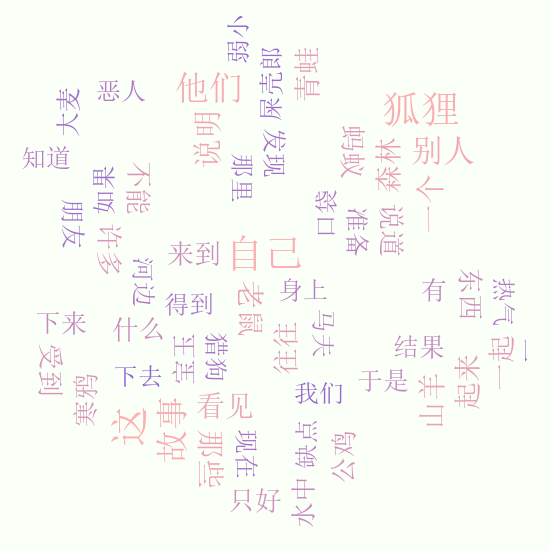 弱小
屎壳郎
青蛙
他们
恶人
大麦
狐狸
说明
发现
蚂蚁
森林
别人
知道
那里
如果
不能
一个
朋友
许多
口袋
准备
说道
来到
自己
河边
身上
得到
老鼠
有
东西
热气
下来
什么
玉宝
猎狗
往往
马夫
结果
一起
受到
下去
寒鸦
我们
于是
山羊
起来
这
故事
看见
那些
现在
缺点
公鸡
只好
水中